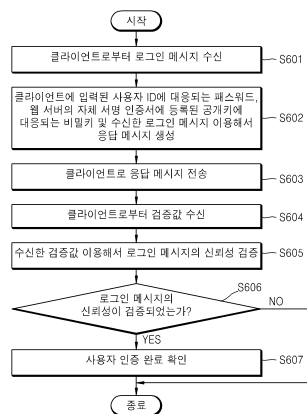 시작
클라이언트로부터 로그인 메시지 수신
S601
클라이언트에 입력된 사용자 ID에 대응되는 패스워드,
웹 서버의 자체 서명 인증서에 등록된 공개키에
대응되는 비밀키 및 수신한 로그인 메시지 이용해서
응답 메시지 생성
S602
클라이언트로 응답 메시지 전송
S603
클라이언트로부터 검증값 수신
S604
수신한 검증값 이용해서 로그인 메시지의 신뢰성 검증
S605
S606
로그인 메시지의
신뢰성이 검증되었는가?
NO
YES
사용자 인증 완료 확인
S607
종료